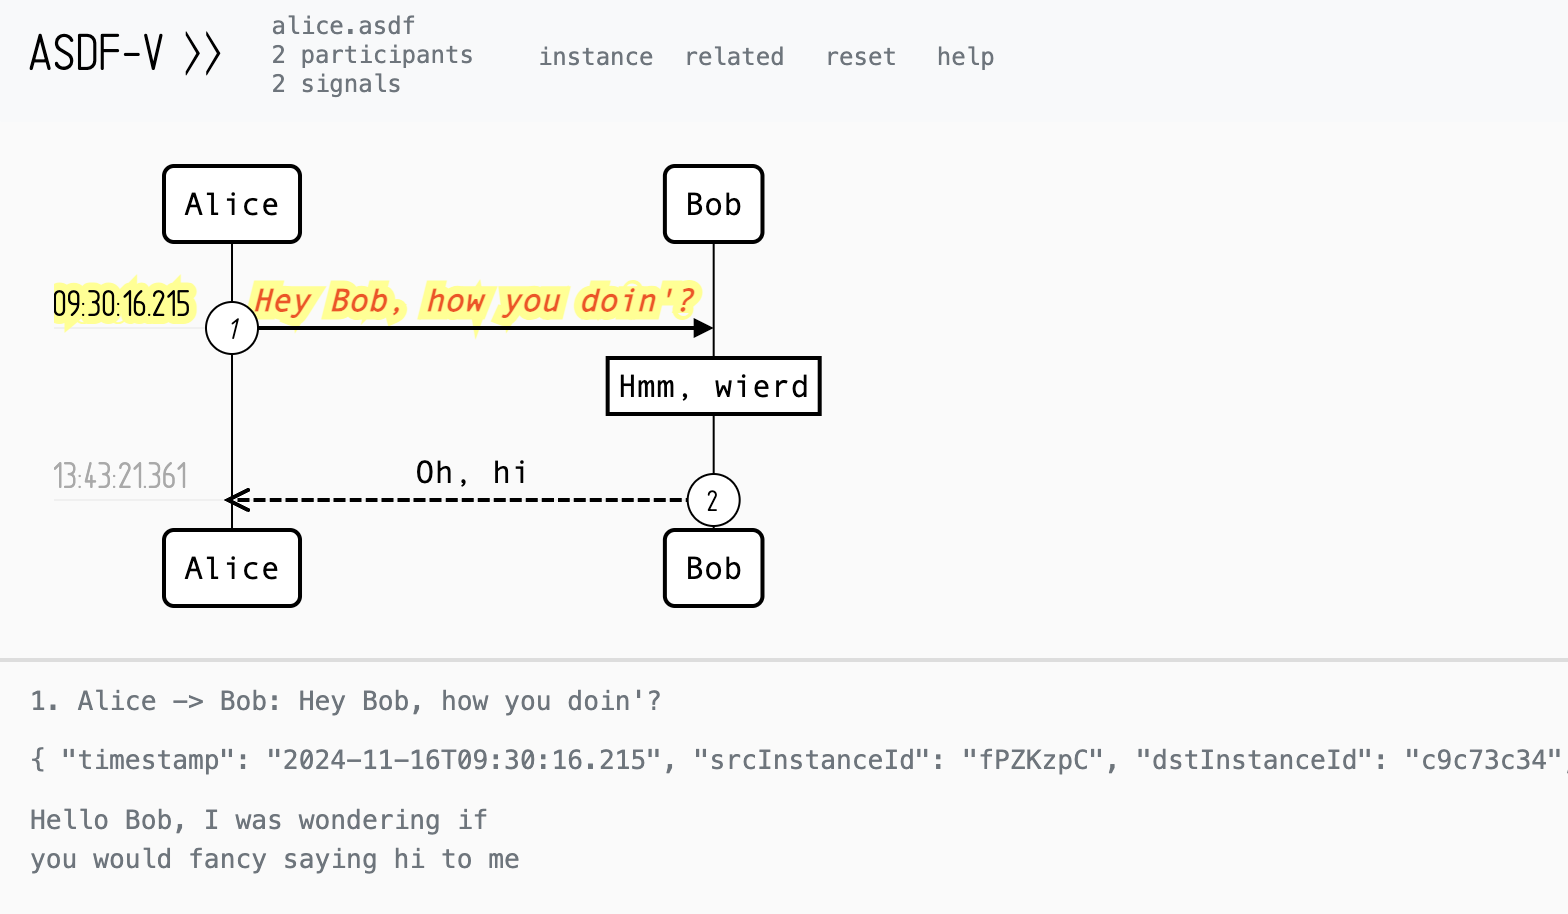 ASDF-V >>
alice.asdf
2 participants
2 signals
instance related reset help
Alice Bob
09:30:16.215 Hey Bob, how you doin'?
1
Hmm, wierd
13:43:21.361 Oh, hi
2
Alice Bob
1. Alice -> Bob: Hey Bob, how you doin'?
{ "timestamp": "2024-11-16T09:30:16.215", "srcInstanceId": "fPZKzpC", "dstInstanceId": "c9c73c34",
Hello Bob, I was wondering if
you would fancy saying hi to me